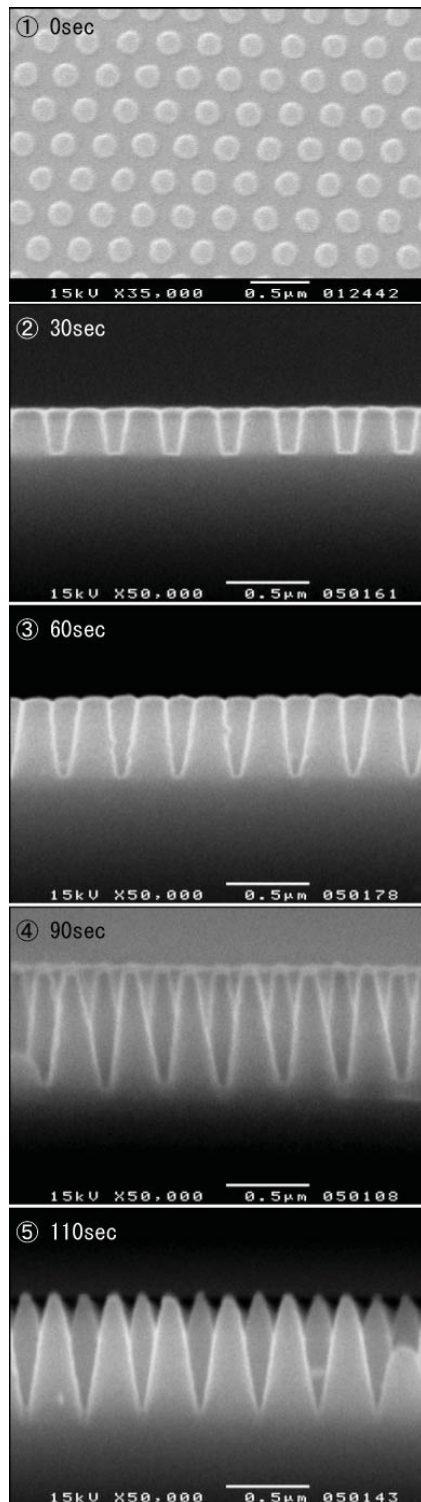 ① 0sec
15kV X35,000 0.5μm 012442
② 30sec
15kV X50,000 0.5μm 050161
③ 60sec
15kV X50,000 0.5μm 050178
④ 90sec
15kV X50,000 0.5μm 050108
⑤ 110sec
15kV X50,000 0.5μm 050143